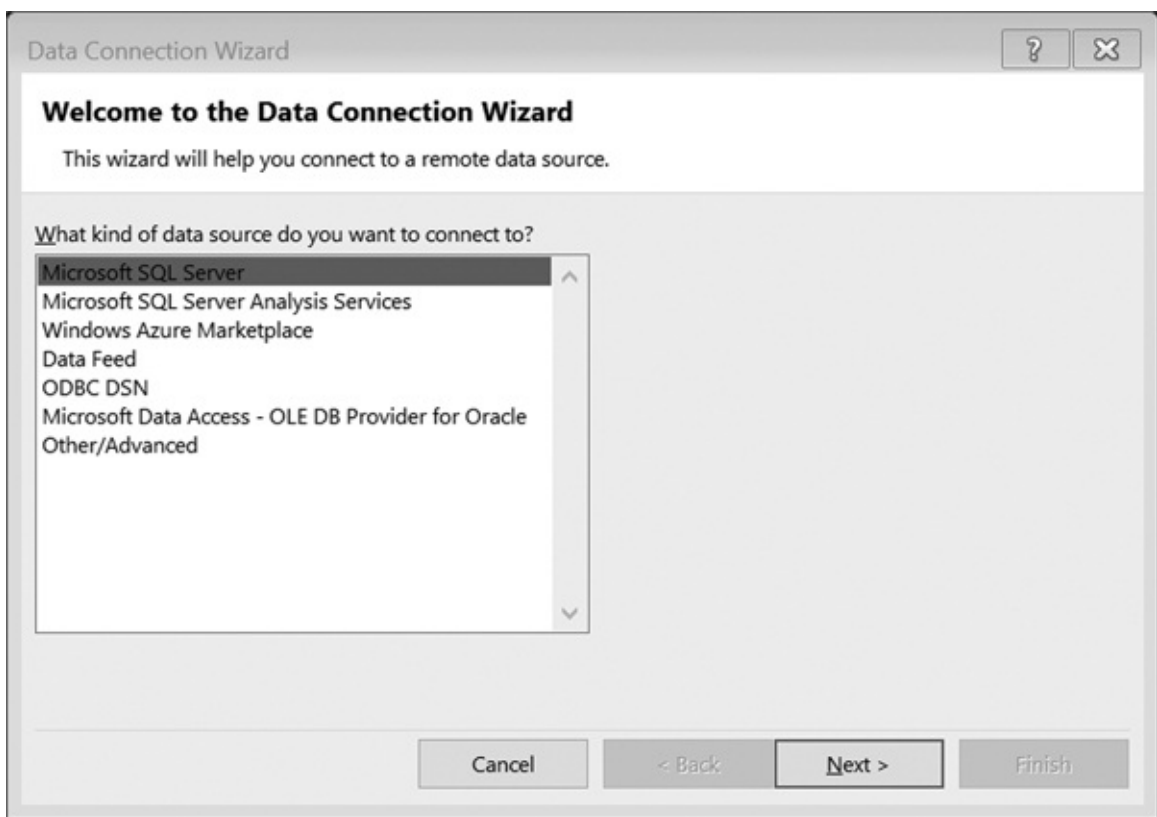 Data Connection Wizard
Welcome to the Data Connection Wizard
This wizard will help you connect to a remote data source.
What kind of data source do you want to connect to?
Microsoft SQL Server
Microsoft SQL Server Analysis Services
Windows Azure Marketplace
Data Feed
ODBC DSN
Microsoft Data Access - OLE DB Provider for Oracle
Other/Advanced
Cancel
< Back
Next >
Finish